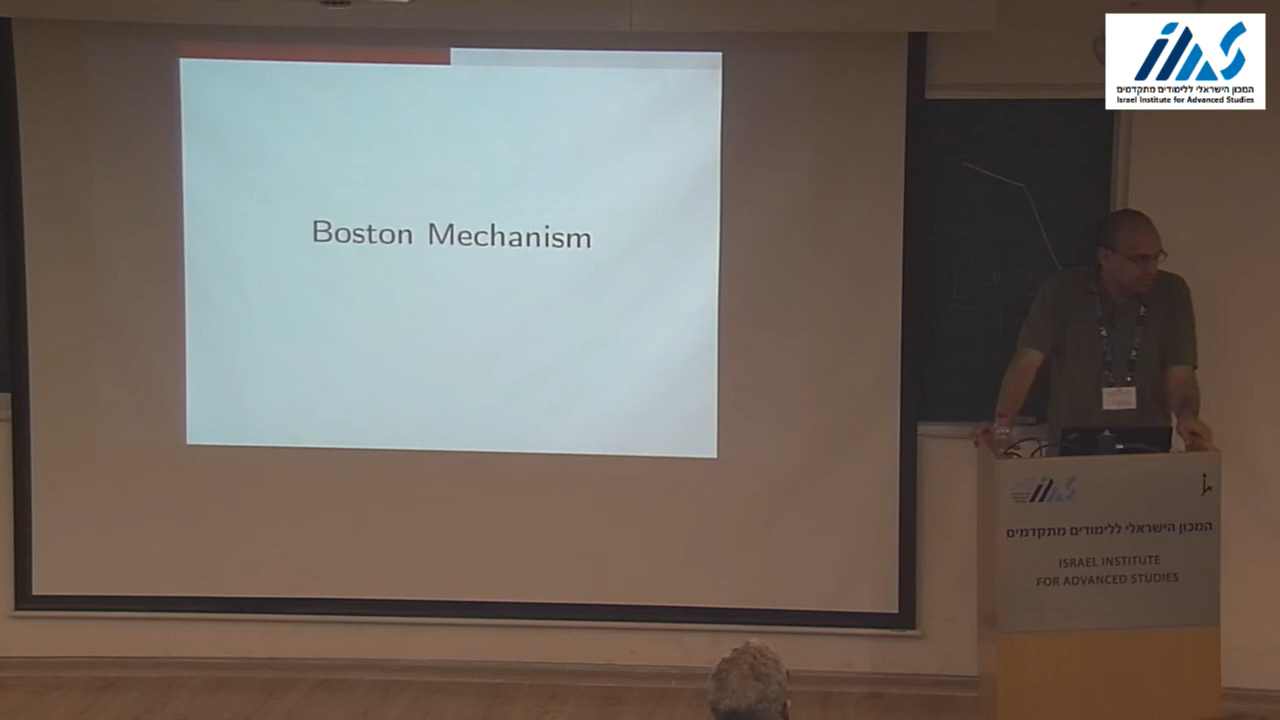 Boston Mechanism
המכון הישראלי ללימודים מתקדמים
Israel Institute for Advanced Studies
המכון הישראלי ללימודים מתקדמים
ISRAEL INSTITUTE
FOR ADVANCED STUDIES